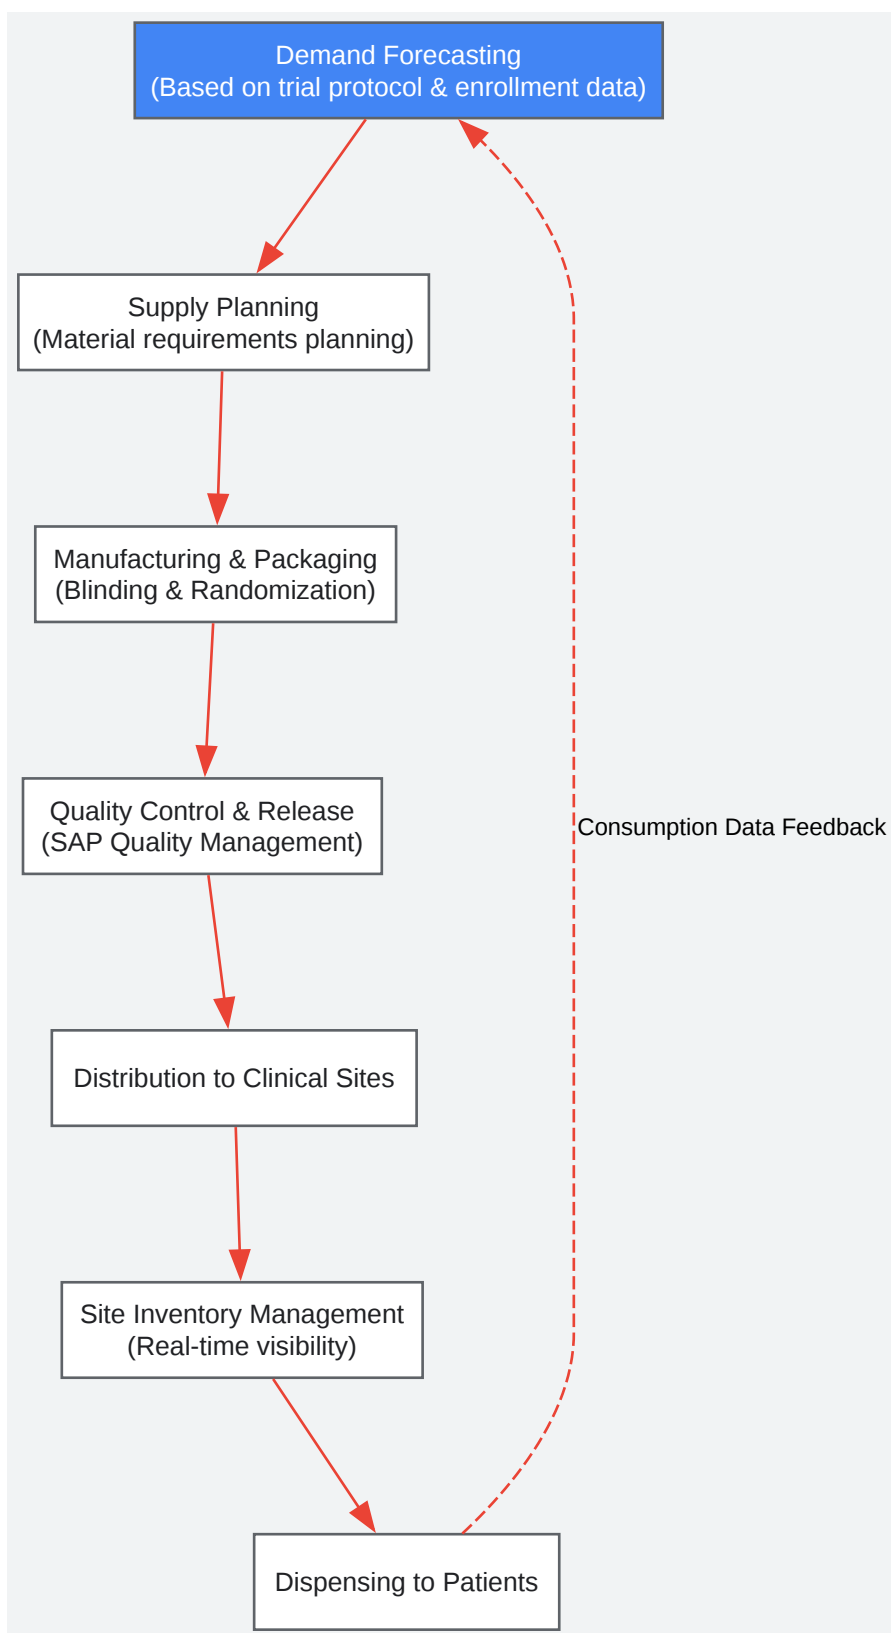 Demand Forecasting
(Based on trial protocol & enrollment data)
Supply Planning
(Material requirements planning)
Manufacturing & Packaging
(Blinding & Randomization)
Quality Control & Release
(SAP Quality Management)
Consumption Data Feedback
Distribution to Clinical Sites
Site Inventory Management
(Real-time visibility)
Dispensing to Patients